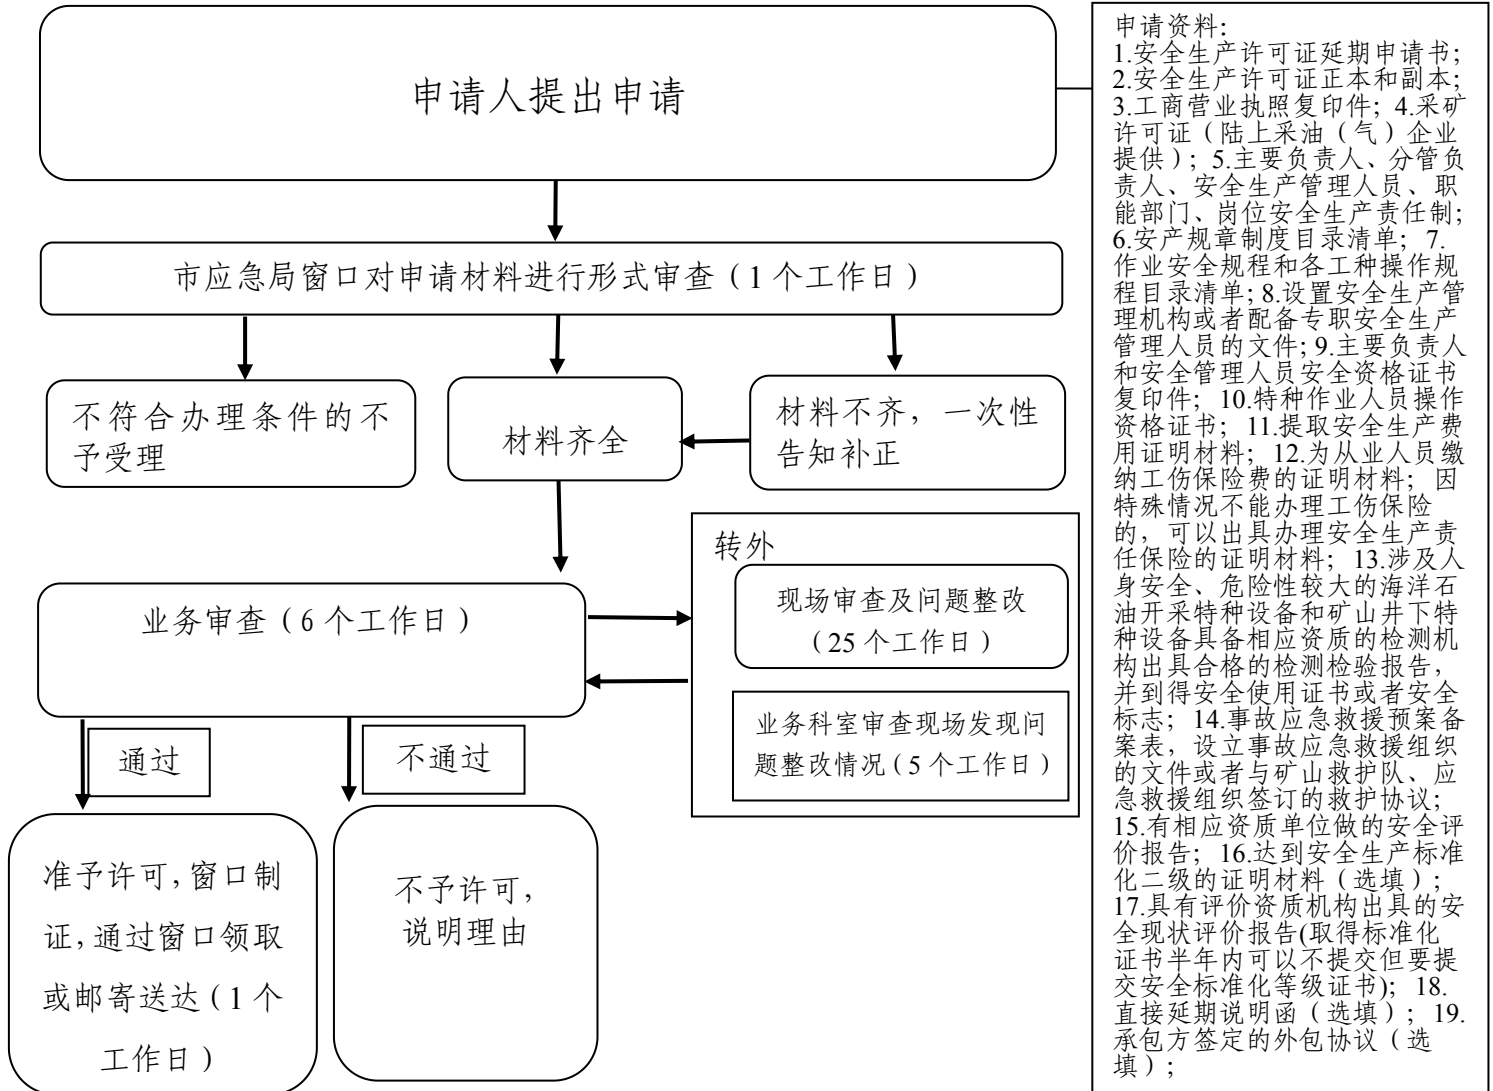 申请人提出申请
市应急局窗口对申请材料进行形式审查（1 个工作日）
不符合办理条件的不
予受理
材料齐全
材料不齐，一次性
告知补正
业务审查（6 个工作日）
转外
现场审查及问题整改
（25 个工作日）
业务科室审查现场发现问
题整改情况（5 个工作日）
通过
不通过
准予许可，窗口制
证，通过窗口领取
或邮寄送达（1 个
工作日）
不予许可，
说明理由
申请资料：
1.安全生产许可证延期申请书；
2.安全生产许可证正本和副本；
3.工商营业执照复印件；4.采矿
许可证（陆上采油（气）企业
提供）；5.主要负责人、分管负
责人、安全生产管理人员、职
能部门、岗位安全生产责任制；
6.安产规章制度目录清单；7.
作业安全规程和各工种操作规
程目录清单；8.设置安全生产管
理机构或者配备专职安全生产
管理人员的文件；9.主要负责人
和安全管理人员安全资格证书
复印件；10.特种作业人员操作
资格证书；11.提取安全生产费
用证明材料；12.为从业人员缴
纳工伤保险费的证明材料；因
特殊情况不能办理工伤保险
的，可以出具办理安全生产责
任保险的证明材料；13.涉及人
身安全、危险性较大的海洋石
油开采特种设备和矿山井下特
种设备具备相应资质的检测机
构出具合格的检测检验报告，
并到得安全使用证书或者安全
标志；14.事故应急救援预案备
案表，设立事故应急救援组织
的文件或者与矿山救护队、应
急救援组织签订的救护协议；
15.有相应资质单位做的安全评
价报告；16.达到安全生产标准
化二级的证明材料（选填）；
17.具有评价资质机构出具的安
全现状评价报告(取得标准化
证书半年内可以不提交但要提
交安全标准化等级证书)；18.
直接延期说明函（选填）；19.
承包方签定的外包协议（选
填）；